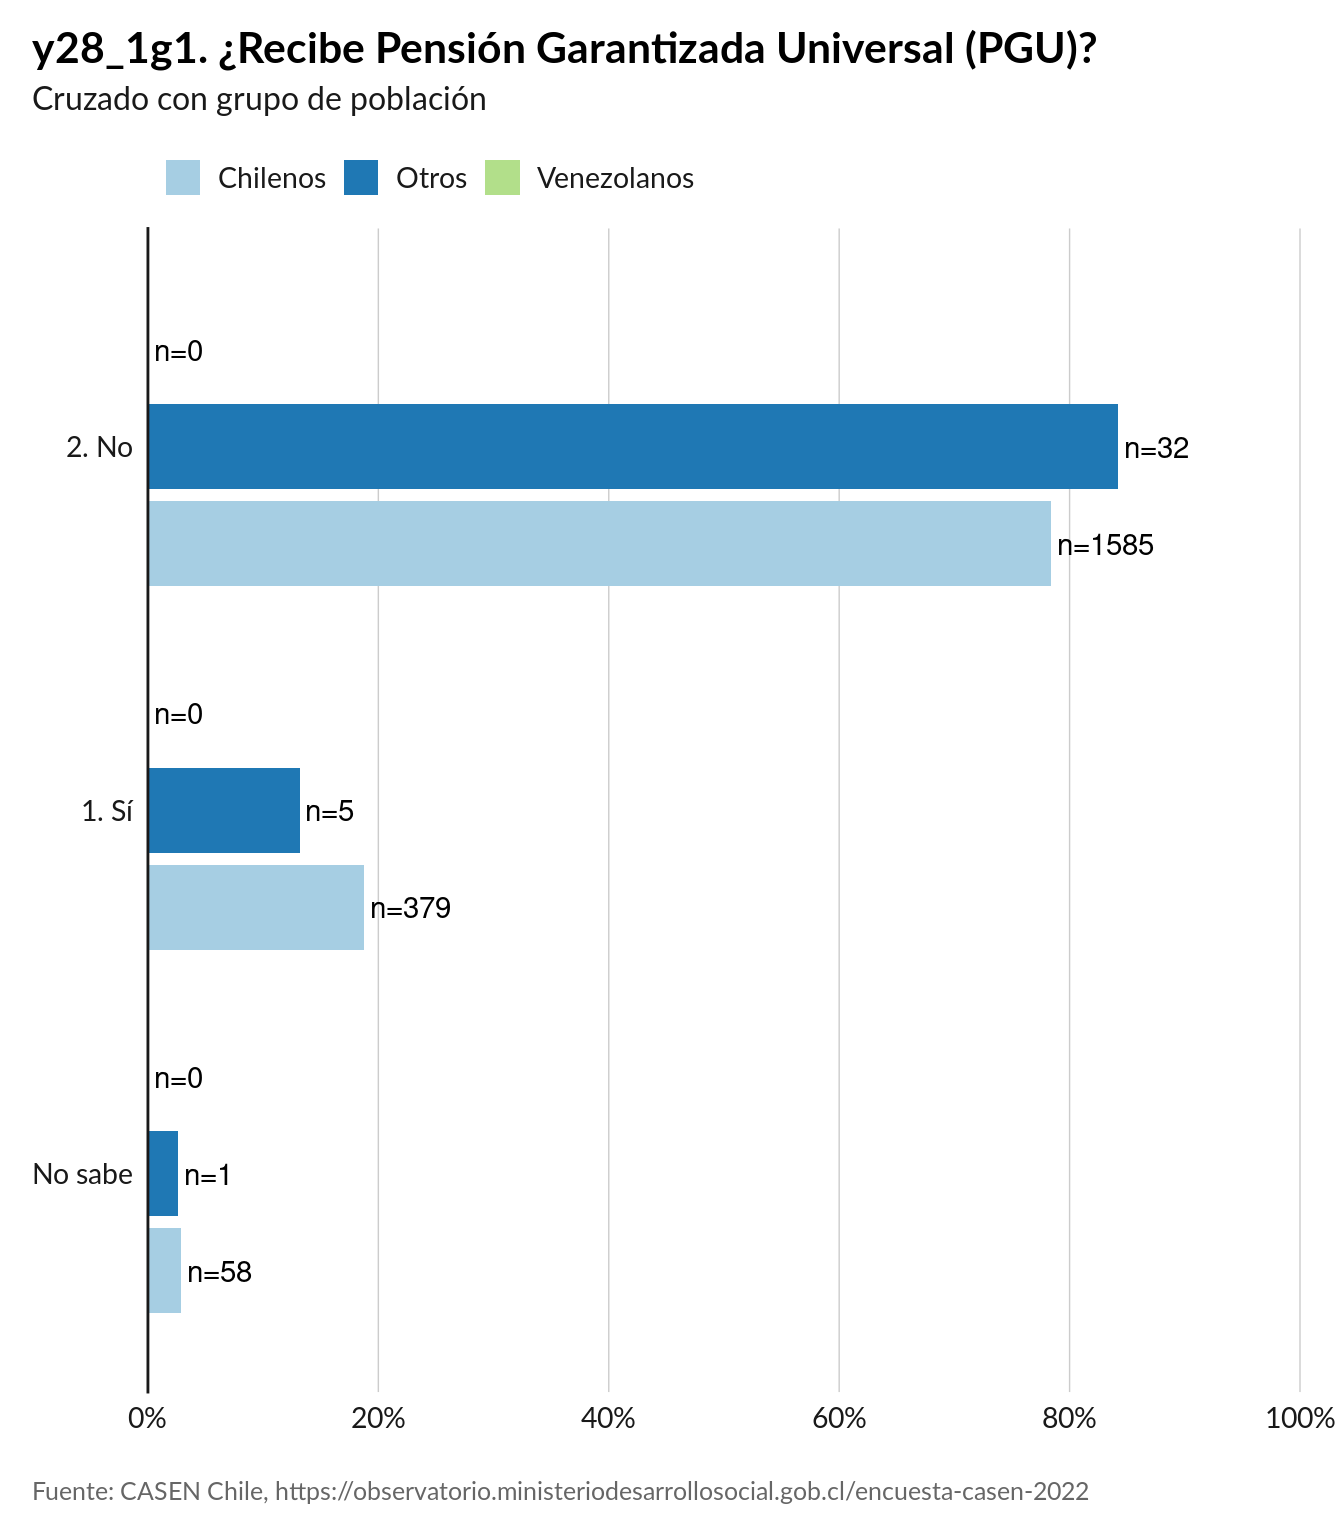 y28_1g1. ¿Recibe Pensión Garantizada Universal (PGU)?
Cruzado con grupo de población
Chilenos Otros Venezolanos
n=0
2. No n=32
n=1585
n=0
1. Sí n=5
n=379
n=0
No sabe n=1
n=58
0% 20% 40% 60% 80% 100%
Fuente: CASEN Chile, https://observatorio.ministeriodesarrollosocial.gob.cl/encuesta-casen-2022